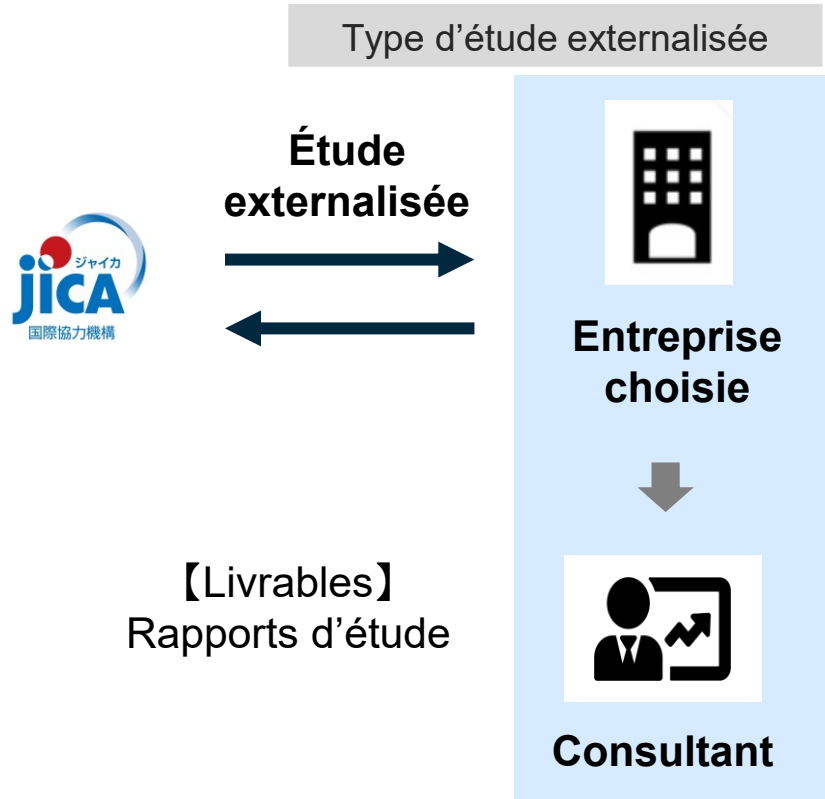 Type d’étude externalisée
Étude
externalisée
ジャイカ
jICA
国際協力機構
Entreprise
choisie
【Livrables】
Rapports d’étude
Consultant